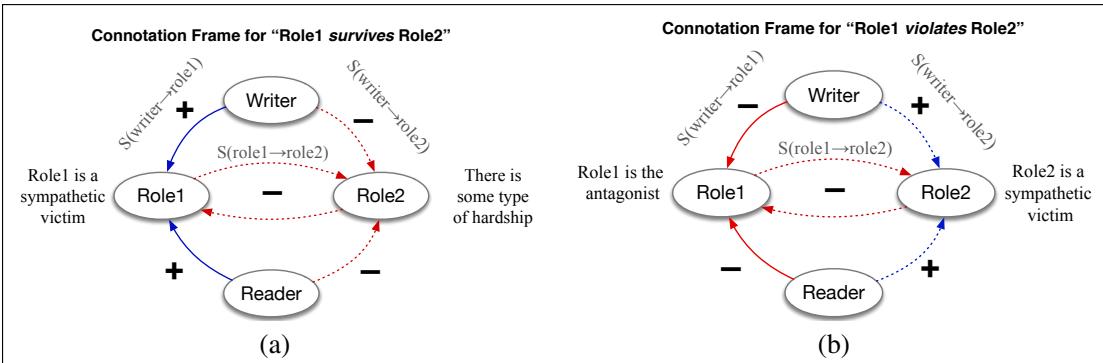 Connotation Frame for “Role1 survives Role2”
S(writer→role1)
+
Writer
S(writer→role2)
−
S(role1→role2)
Role1 is a
sympathetic
victim
Role1
−
Role2
There is
some type
of hardship
+
Reader
−
(a)
Connotation Frame for “Role1 violates Role2”
S(writer→role1)
−
Writer
S(writer→role2)
+
S(role1→role2)
Role1 is the
antagonist
Role1
−
Role2
Role2 is a
sympathetic
victim
−
Reader
+
(b)